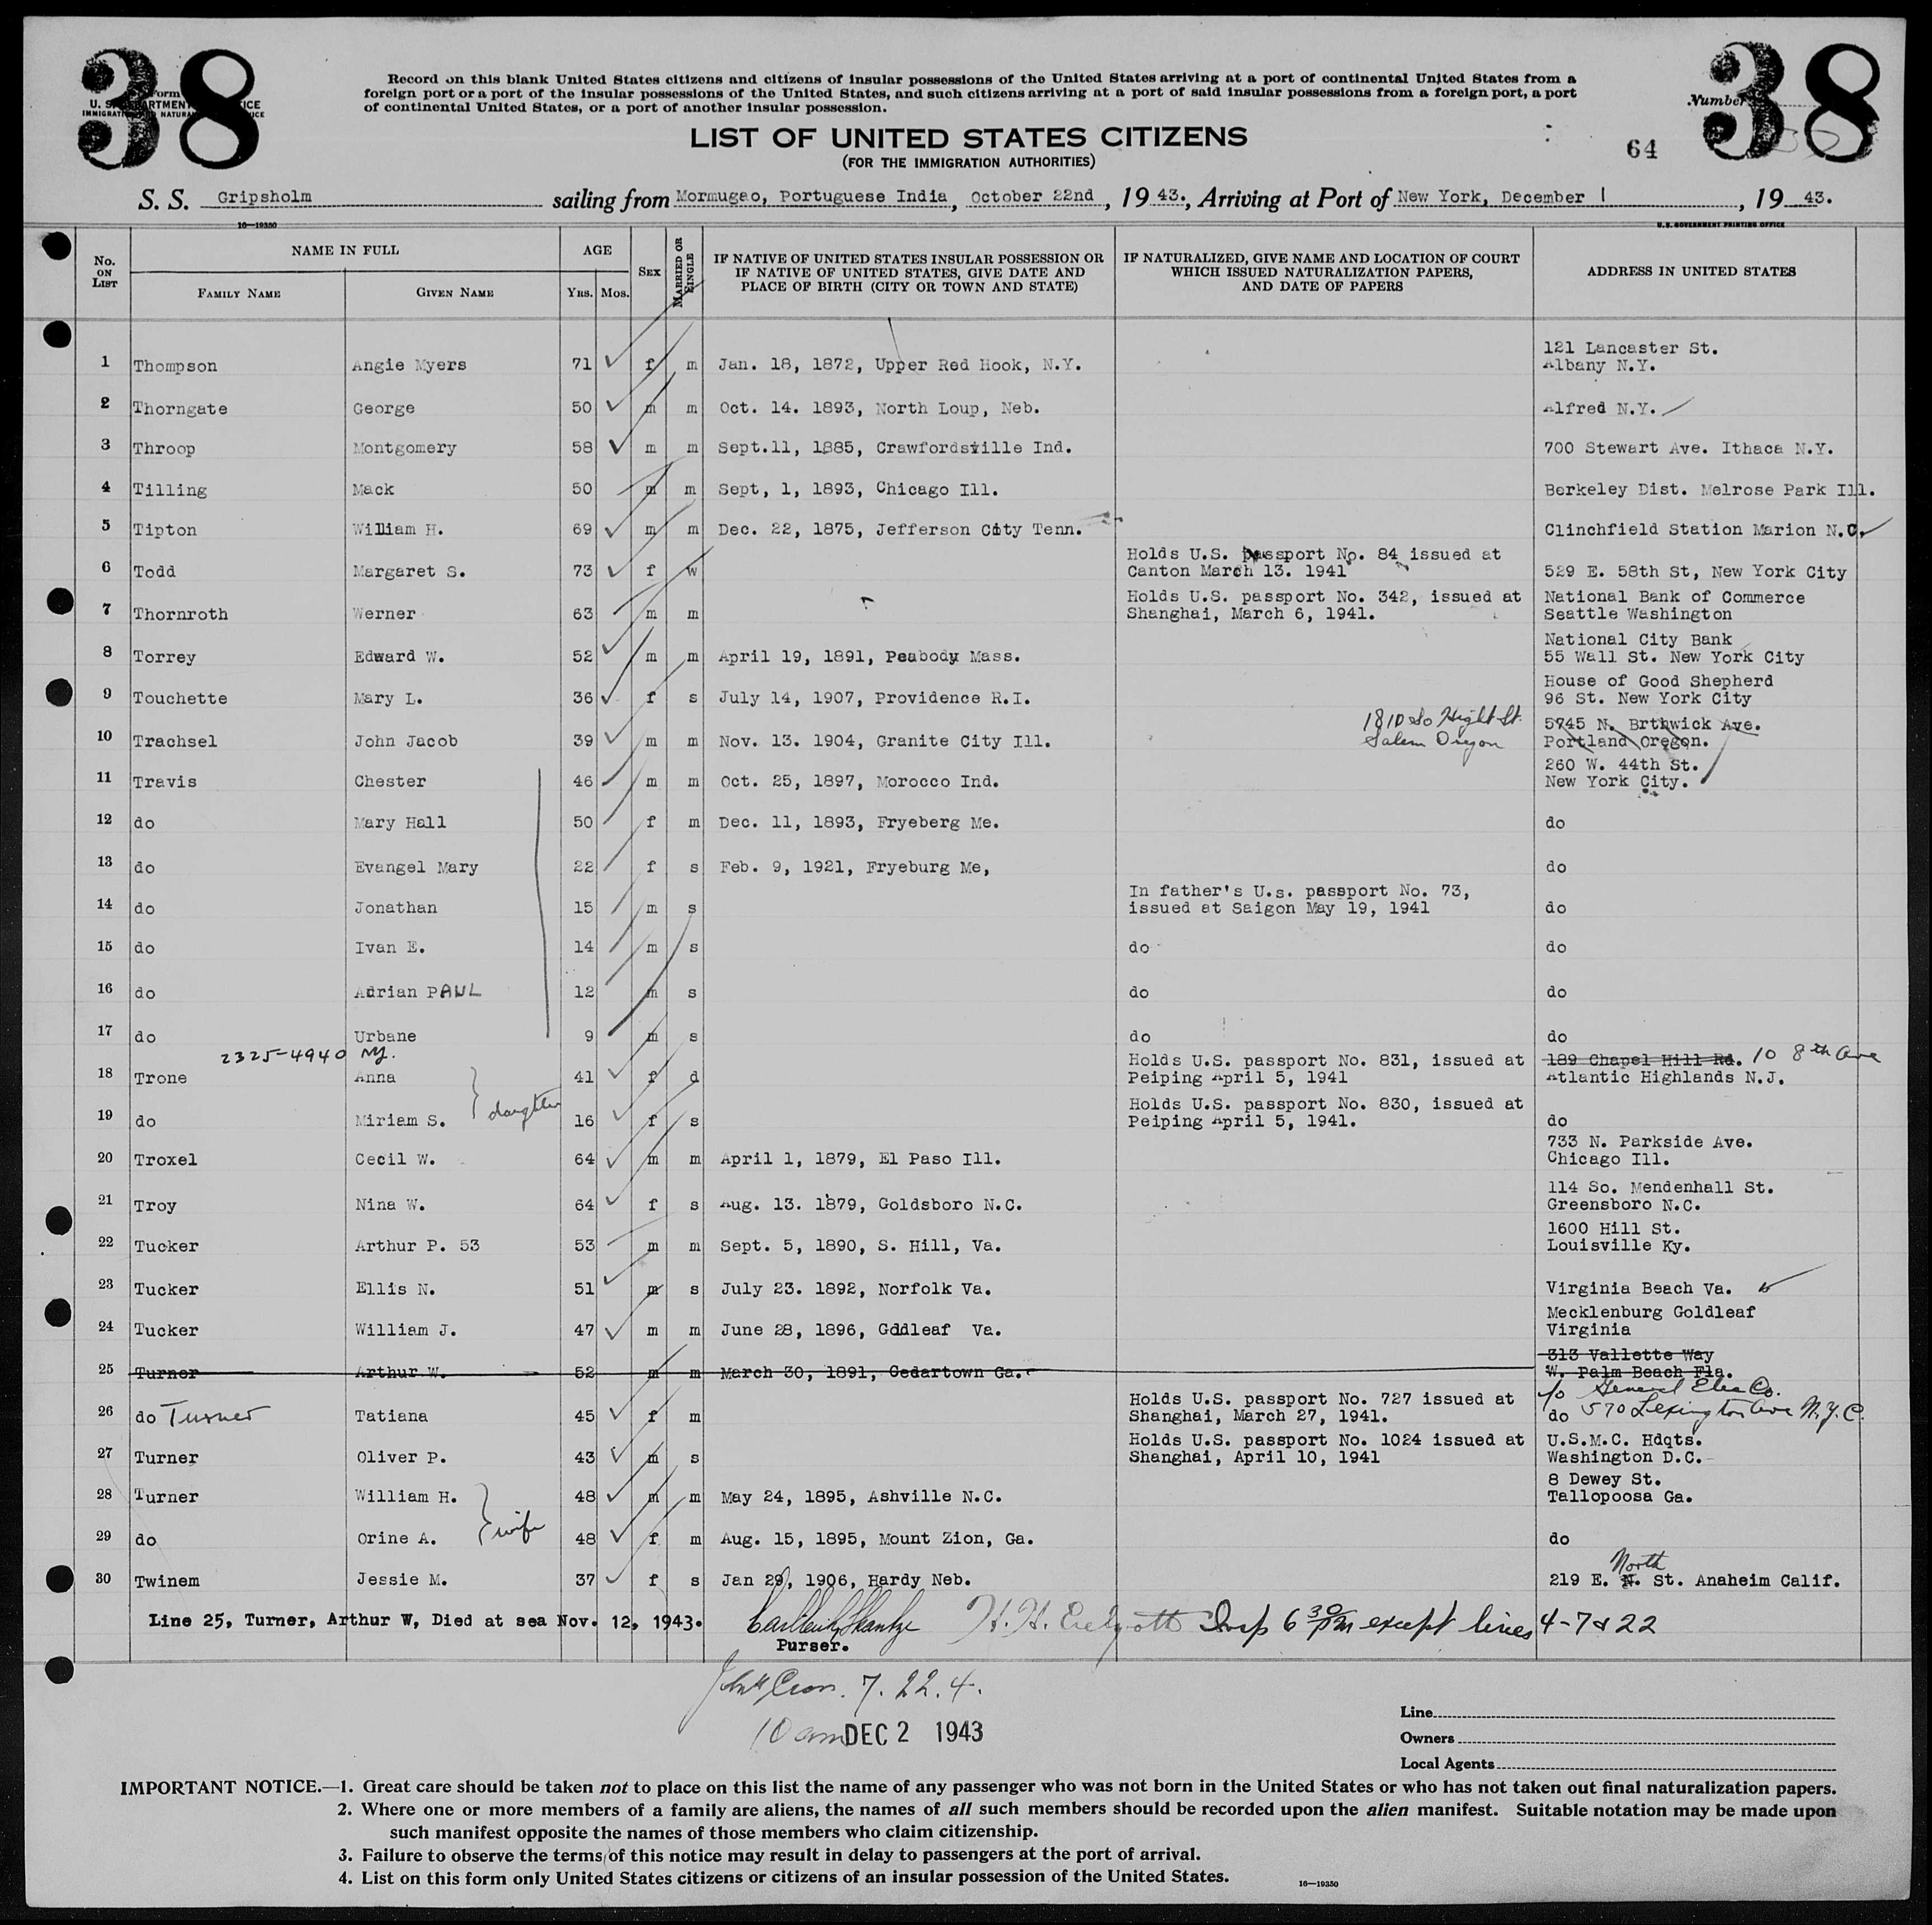 38
38
Form
U. S. DEPARTMENT
IMMIGRATION AND NATURALIZATION SERVICE
Number
64
Record on this blank United States citizens and citizens of insular possessions of the United States arriving at a port of continental United States from a
foreign port or a port of the insular possessions of the United States, and such citizens arriving at a port of said insular possessions from a foreign port, a port
of continental United States, or a port of another insular possession.
LIST OF UNITED STATES CITIZENS
(FOR THE IMMIGRATION AUTHORITIES)
S. S. Gripsholm sailing from Mormugao, Portuguese India, October 22nd, 1943., Arriving at Port of New York, December 1, 1943.
16—19350
U.S. GOVERNMENT PRINTING OFFICE
No. ON LIST
NAME IN FULL
FAMILY NAME GIVEN NAME
AGE
YRS. MOS.
SEX
MARRIED OR SINGLE
IF NATIVE OF UNITED STATES INSULAR POSSESSION OR
IF NATIVE OF UNITED STATES, GIVE DATE AND
PLACE OF BIRTH (CITY OR TOWN AND STATE)
IF NATURALIZED, GIVE NAME AND LOCATION OF COURT
WHICH ISSUED NATURALIZATION PAPERS,
AND DATE OF PAPERS
ADDRESS IN UNITED STATES
121 Lancaster St.
1 Thompson Angie Myers 71 f m Jan. 18, 1872, Upper Red Hook, N.Y. Albany N.Y.
2 Thorngate George 50 m m Oct. 14. 1893, North Loup, Neb. Alfred N.Y.
3 Throop Montgomery 58 m m Sept.11, 1885, Crawfordsville Ind. 700 Stewart Ave. Ithaca N.Y.
4 Tilling Mack 50 m m Sept, 1, 1893, Chicago Ill. Berkeley Dist. Melrose Park Ill.
5 Tipton William H. 69 m m Dec. 22, 1875, Jefferson City Tenn. Clinchfield Station Marion N.C.
Holds U.S. passport No. 84 issued at
6 Todd Margaret S. 73 f w Canton March 13. 1941 529 E. 58th St, New York City
Holds U.S. passport No. 342, issued at National Bank of Commerce
7 Thornroth Werner 63 m m Shanghai, March 6, 1941. Seattle Washington
National City Bank
8 Torrey Edward W. 52 m m April 19, 1891, Peabody Mass. 55 Wall St. New York City
House of Good Shepherd
9 Touchette Mary L. 36 f s July 14, 1907, Providence R.I. 96 St. New York City
1810 So High St. 5745 N. Brthwick Ave.
10 Trachsel John Jacob 39 m m Nov. 13. 1904, Granite City Ill. Salem Oregon Portland Oregon.
260 W. 44th St.
11 Travis Chester 46 m m Oct. 25, 1897, Morocco Ind. New York City.
12 do Mary Hall 50 f m Dec. 11, 1893, Fryeberg Me. do
13 do Evangel Mary 22 f s Feb. 9, 1921, Fryeburg Me, do
In father's U.s. passport No. 73,
14 do Jonathan 15 m s issued at Saigon May 19, 1941 do
15 do Ivan E. 14 m s do do
16 do Adrian PAUL 12 m s do do
17 do Urbane 9 m s do do
2325-4940 NY.
Holds U.S. passport No. 831, issued at 189 Chapel Hill Rd. 10 8th Ave
18 Trone Anna 41 f d Peiping April 5, 1941 Atlantic Highlands N.J.
daughter Holds U.S. passport No. 830, issued at
19 do Miriam S. 16 f s Peiping April 5, 1941. do
733 N. Parkside Ave.
20 Troxel Cecil W. 64 m m April 1, 1879, El Paso Ill. Chicago Ill.
114 So. Mendenhall St.
21 Troy Nina W. 64 f s Aug. 13. 1879, Goldsboro N.C. Greensboro N.C.
1600 Hill St.
22 Tucker Arthur P. 53 53 m m Sept. 5, 1890, S. Hill, Va. Louisville Ky.
23 Tucker Ellis N. 51 m s July 23. 1892, Norfolk Va. Virginia Beach Va.
Mecklenburg Goldleaf
24 Tucker William J. 47 m m June 28, 1896, Gddleaf Va. Virginia
313 Vallette Way
25 Turner Arthur W. 52 m m March 30, 1891, Cedartown Ga. W. Palm Beach Fla.
Holds U.S. passport No. 727 issued at c/o General Elec Co.
26 do Turner Tatiana 45 f m Shanghai, March 27, 1941. do 570 Lexington Ave N.Y.C.
Holds U.S. passport No. 1024 issued at U.S.M.C. Hdqts.
27 Turner Oliver P. 43 m s Shanghai, April 10, 1941 Washington D.C.
8 Dewey St.
28 Turner William H. 48 m m May 24, 1895, Ashville N.C. Tallopoosa Ga.
29 do Orine A. wife 48 f m Aug. 15, 1895, Mount Zion, Ga. do
North
30 Twinem Jessie M. 37 f s Jan 29, 1906, Hardy Neb. 219 E. N. St. Anaheim Calif.
Line 25, Turner, Arthur W, Died at sea Nov. 12, 1943. Insp 6 30 PM except lines 4-7 & 22
Purser.
7. 22. 4.
10 am DEC 2 1943
Line
Owners
Local Agents
IMPORTANT NOTICE.—1. Great care should be taken not to place on this list the name of any passenger who was not born in the United States or who has not taken out final naturalization papers.
2. Where one or more members of a family are aliens, the names of all such members should be recorded upon the alien manifest. Suitable notation may be made upon
such manifest opposite the names of those members who claim citizenship.
3. Failure to observe the terms of this notice may result in delay to passengers at the port of arrival.
4. List on this form only United States citizens or citizens of an insular possession of the United States.
16—19350